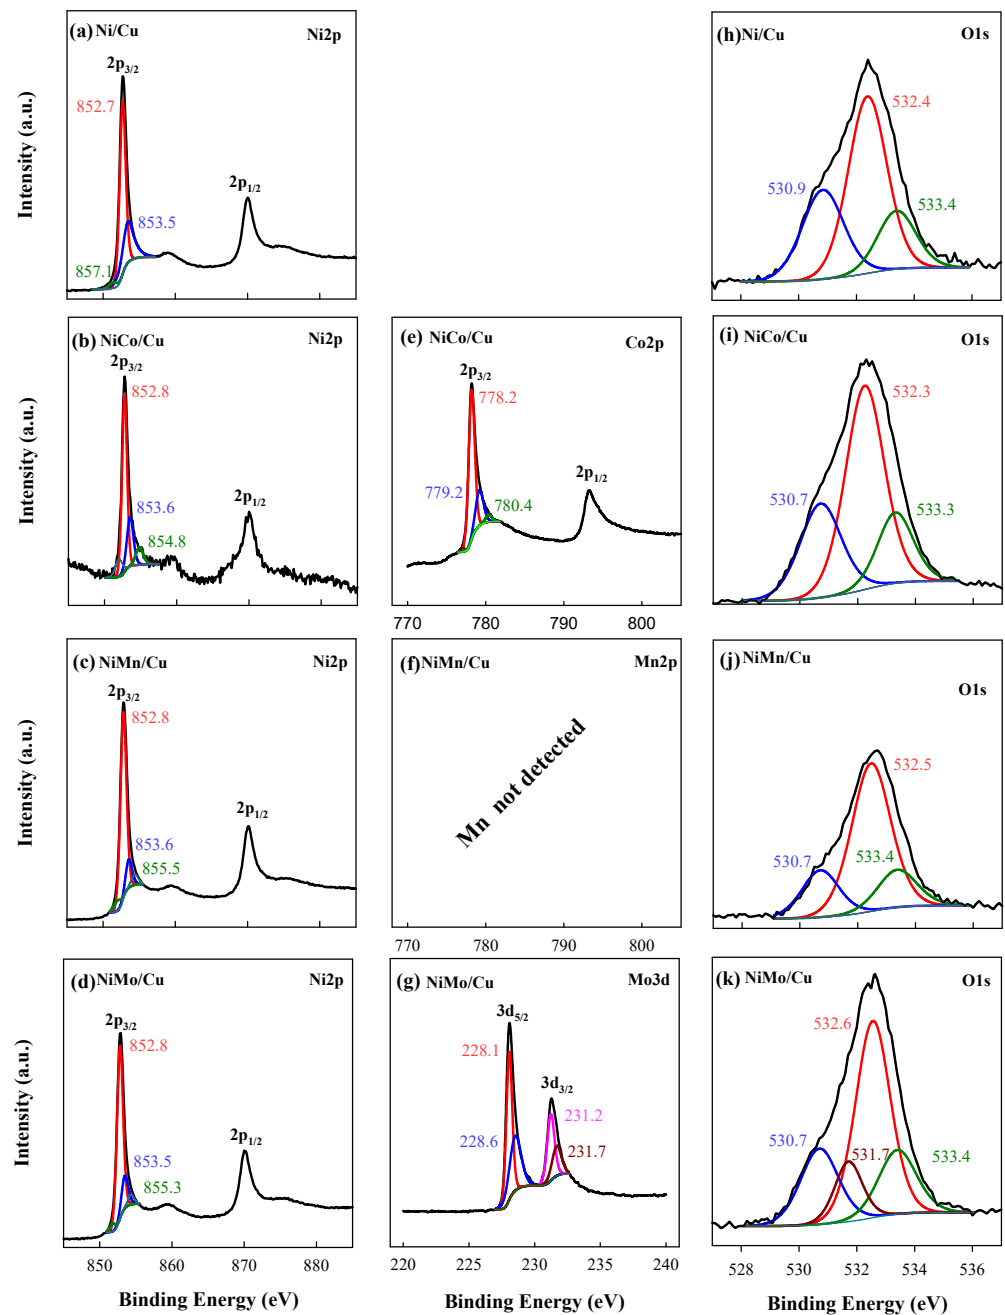 (a) Ni/Cu Ni2p
2p3/2
852.7
2p1/2
853.5
857.1
Intensity (a.u.)
(h) Ni/Cu O1s
532.4
530.9
533.4
(b) NiCo/Cu Ni2p
2p3/2
852.8
2p1/2
853.6
854.8
Intensity (a.u.)
(e) NiCo/Cu Co2p
2p3/2
778.2
2p1/2
779.2
780.4
770 780 790 800
(i) NiCo/Cu O1s
532.3
530.7
533.3
(c) NiMn/Cu Ni2p
2p3/2
852.8
2p1/2
853.6
855.5
Intensity (a.u.)
(f) NiMn/Cu Mn2p
Mn not detected
770 780 790 800
(j) NiMn/Cu
O1s
532.5
530.7
533.4
(d) NiMo/Cu Ni2p
2p3/2
852.8
2p1/2
853.5
855.3
Intensity (a.u.)
850 860 870 880
Binding Energy (eV)
(g) NiMo/Cu Mo3d
3d5/2
228.1
3d3/2
231.2
228.6
231.7
220 225 230 235 240
Binding Energy (eV)
(k) NiMo/Cu O1s
532.6
530.7
531.7
533.4
528 530 532 534 536
Binding Energy (eV)